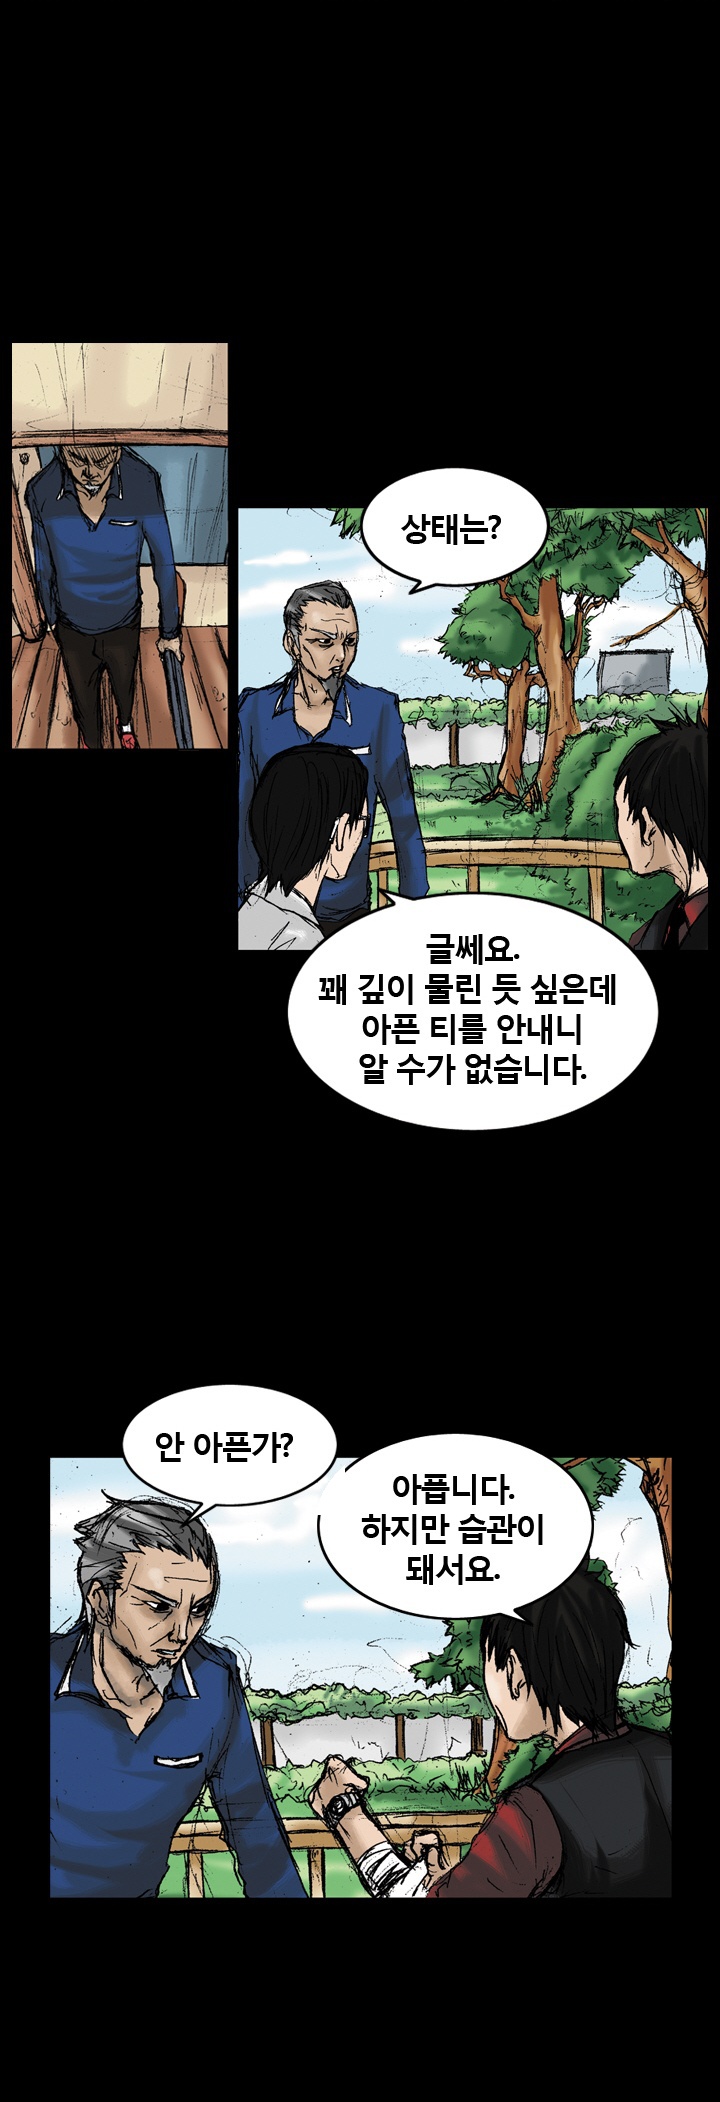 상태는?
글쎄요.
꽤 깊이 물린 듯 싶은데
아픈 티를 안내니
알 수가 없습니다.
안 아픈가?
아픕니다.
하지만 습관이
돼서요.